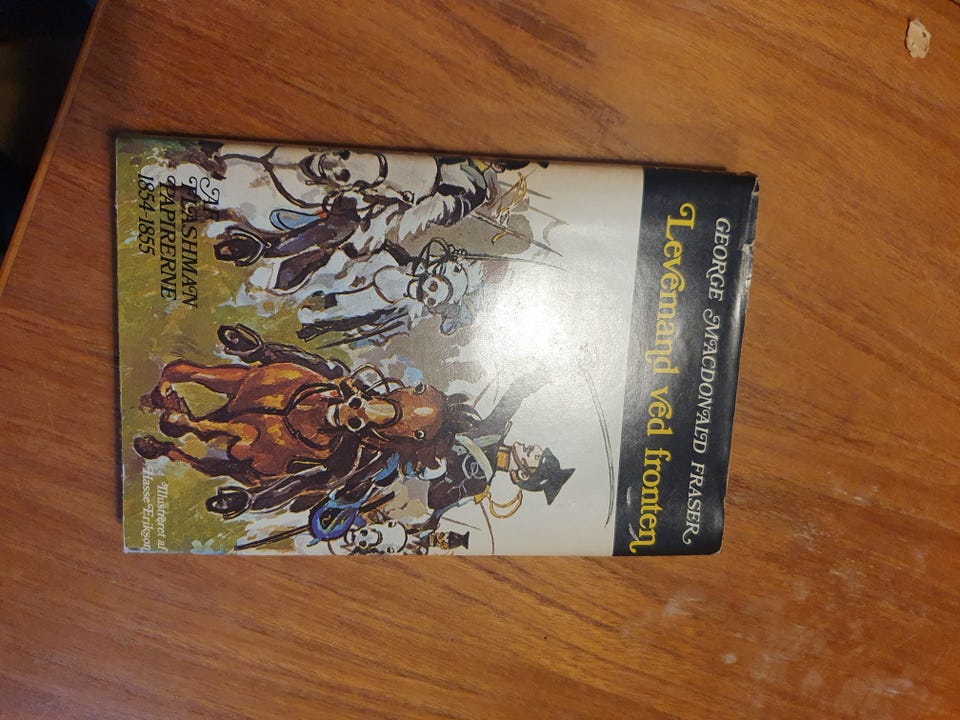 GEORGE MACDONALD FRASER
Levemand ved fronten
AF
FLASHMAN
PAPIRERNE
1854-1855
Illustreret af
Hasse Erikson